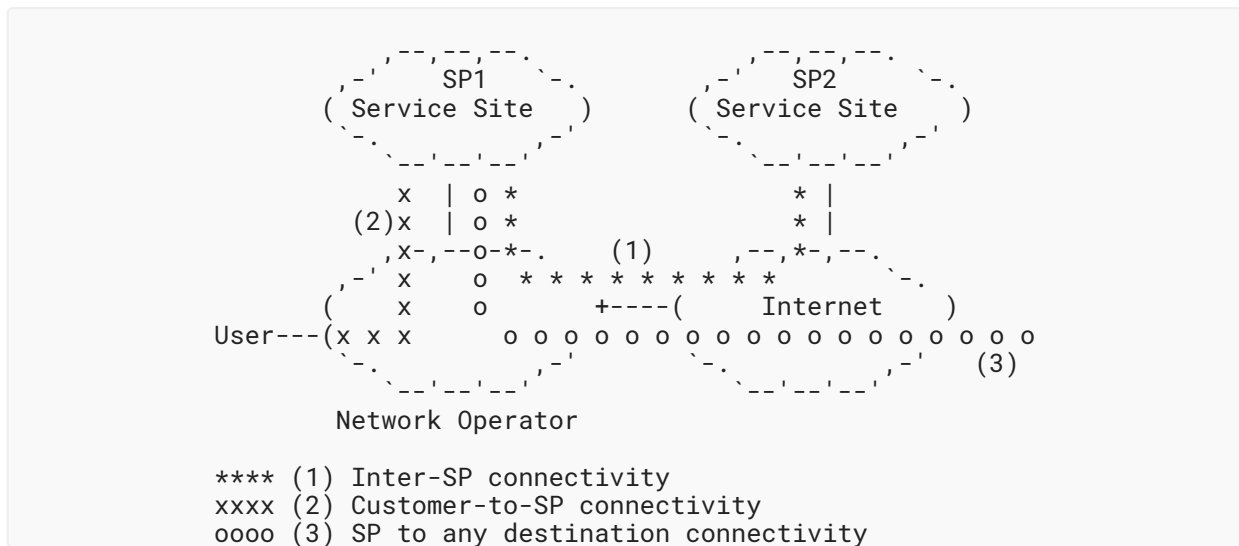 ,--,--,--.              ,--,--,--.
                ,-'    SP1   `-.        ,-'   SP2     `-.
               ( Service Site   )      ( Service Site    )
                `-.          ,-'        `-.          ,-'
                   `--'--'--'              `--'--'--'
                    x  | o *                  * |
                 (2)x  | o *                  * |
                   ,x-,--o-*-.    (1)     ,--,*-,--.
                ,-' x    o  * * * * * * * * *       `-.
               (    x    o       +----(     Internet    )
        User---(x x x      o o o o o o o o o o o o o o o o o o
                `-.          ,-'       `-.          ,-'   (3)
                   `--'--'--'             `--'--'--'
                Network Operator
        **** (1) Inter-SP connectivity
        xxxx (2) Customer-to-SP connectivity
        oooo (3) SP to any destination connectivity